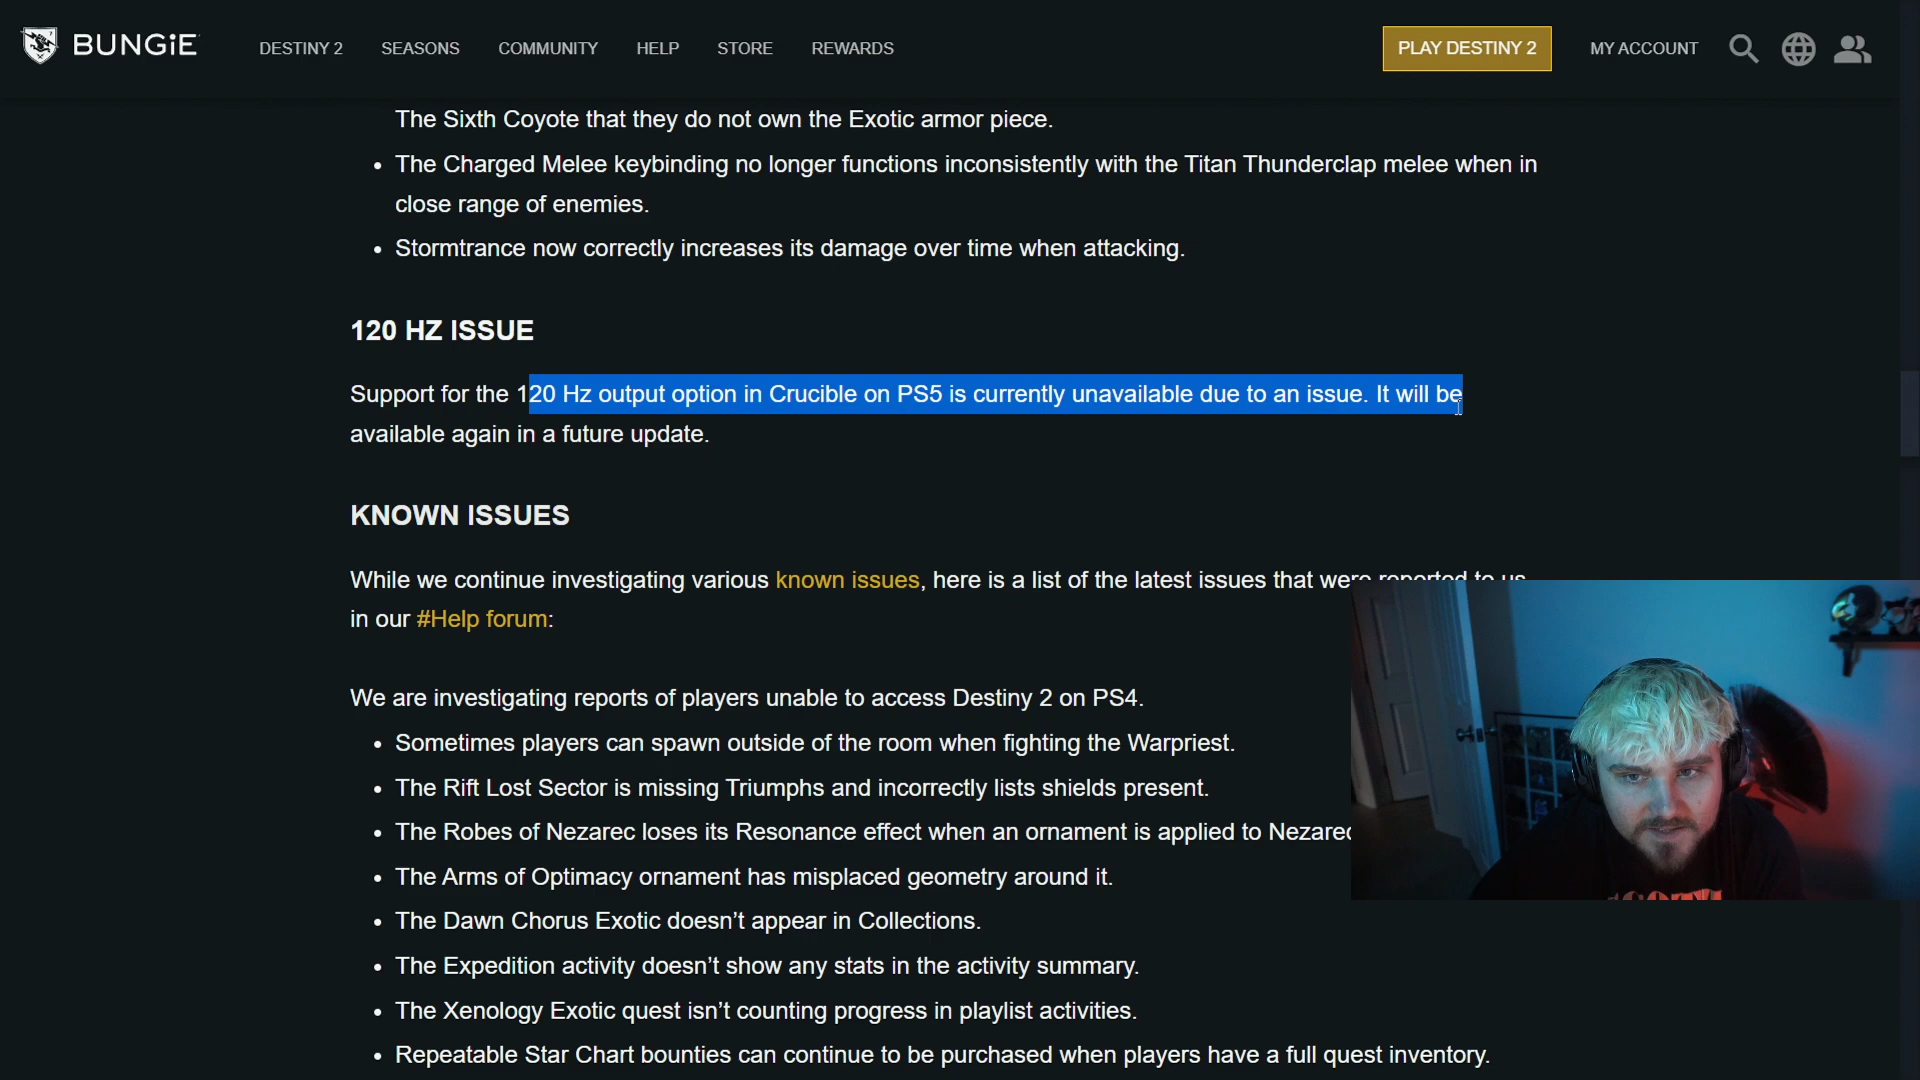 BUNGiE DESTINY 2 SEASONS COMMUNITY HELP STORE REWARDS PLAY DESTINY 2 MY ACCOUNT
The Sixth Coyote that they do not own the Exotic armor piece.
• The Charged Melee keybinding no longer functions inconsistently with the Titan Thunderclap melee when in
close range of enemies.
• Stormtrance now correctly increases its damage over time when attacking.
120 HZ ISSUE
Support for the 120 Hz output option in Crucible on PS5 is currently unavailable due to an issue. It will be
available again in a future update.
KNOWN ISSUES
While we continue investigating various known issues, here is a list of the latest issues that were reported to us
in our #Help forum:
We are investigating reports of players unable to access Destiny 2 on PS4.
• Sometimes players can spawn outside of the room when fighting the Warpriest.
• The Rift Lost Sector is missing Triumphs and incorrectly lists shields present.
• The Robes of Nezarec loses its Resonance effect when an ornament is applied to Nezarec
• The Arms of Optimacy ornament has misplaced geometry around it.
• The Dawn Chorus Exotic doesn’t appear in Collections.
• The Expedition activity doesn’t show any stats in the activity summary.
• The Xenology Exotic quest isn’t counting progress in playlist activities.
• Repeatable Star Chart bounties can continue to be purchased when players have a full quest inventory.